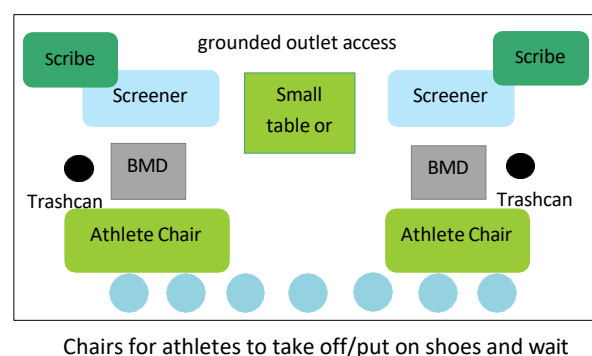 grounded outlet access
Scribe
Scribe
Screener
Small
table or
Screener
BMD
BMD
Trashcan
Trashcan
Athlete Chair
Athlete Chair
Chairs for athletes to take off/put on shoes and wait